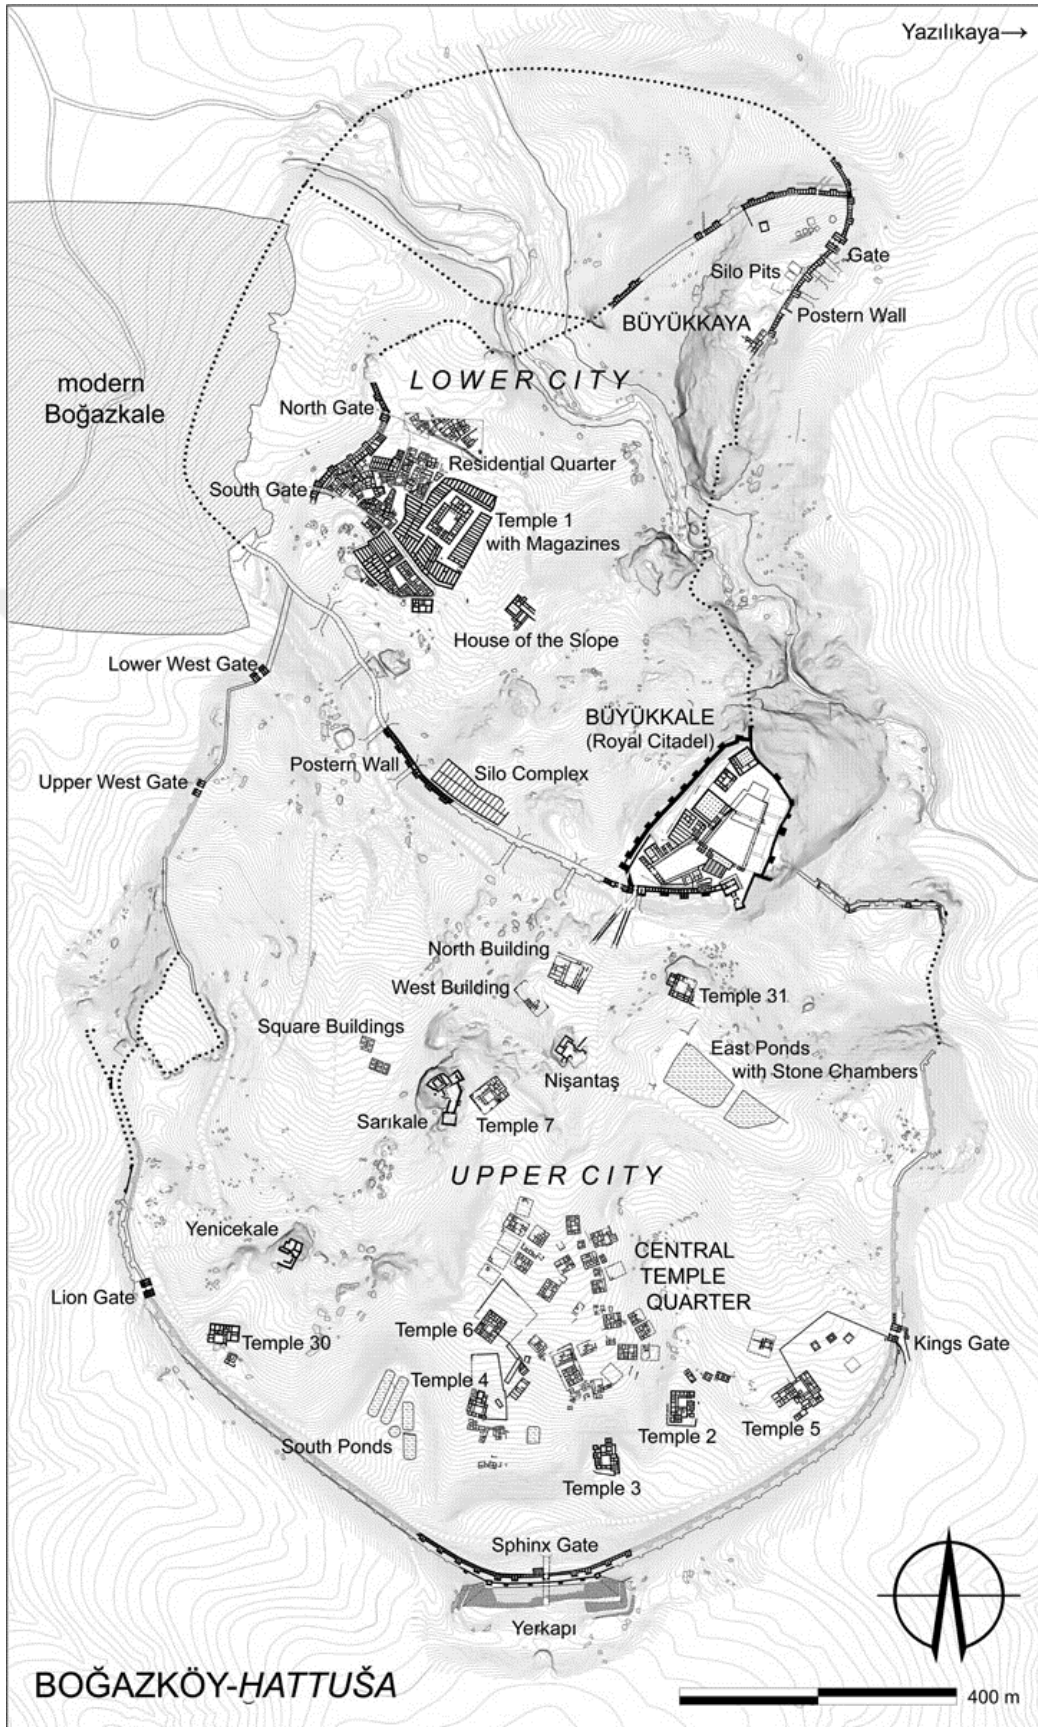 Yazılıkaya→
Gate
Silo Pits
BÜYÜKKAYA
Postern Wall
modern
Boğazkale
LOWER CITY
North Gate
Residential Quarter
South Gate
Temple 1
with Magazines
House of the Slope
Lower West Gate
BÜYÜKKALE
(Royal Citadel)
Postern Wall
Silo Complex
Upper West Gate
North Building
West Building
Temple 31
Square Buildings
East Ponds
with Stone Chambers
Nişantaş
Sarıkale
Temple 7
UPPER CITY
Yenicekale
CENTRAL
TEMPLE
QUARTER
Lion Gate
Temple 30
Temple 6
Kings Gate
Temple 4
Temple 2
Temple 5
South Ponds
Temple 3
Sphinx Gate
Yerkapı
BOĞAZKÖY-ḪATTUŠA
400 m